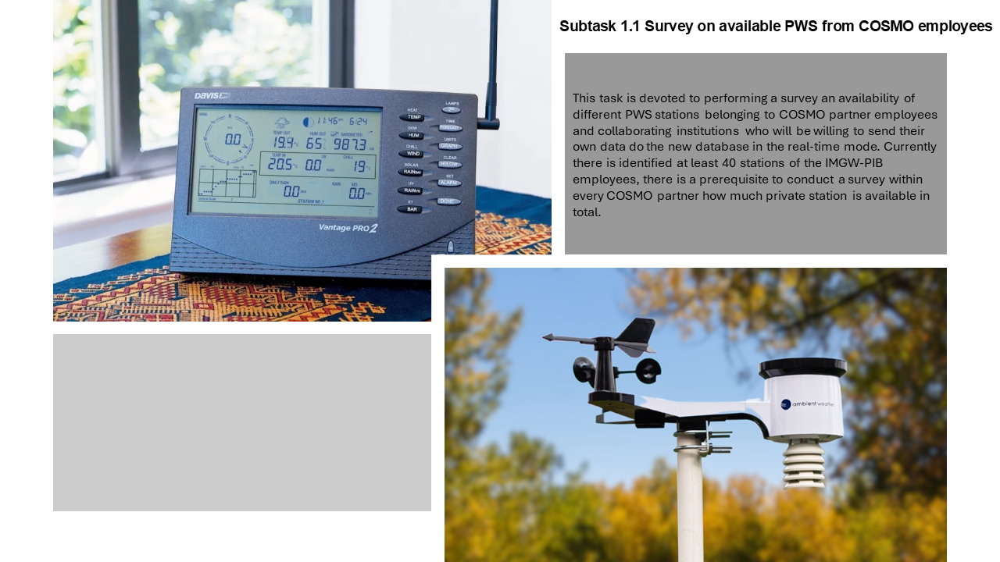 Subtask 1.1 Survey on available PWS from COSMO employees
This task is devoted to performing a survey an availability of
different PWS stations belonging to COSMO partner employees
and collaborating institutions who will be willing to send their
own data do the new database in the real-time mode. Currently
there is identified at least 40 stations of the IMGW-PIB
employees, there is a prerequisite to conduct a survey within
every COSMO partner how much private station is available in
total.
DAVIS
WIND
N
S
0.0
11:46am 6/24
TEMP OUT HUM OUT BAROMETER
19.4 65 987.3
TEMP IN UV CHILL
20.5 0.0 19
DAILY RAIN RAIN MO
0.0 mm 0.0
STATION NO.1
Vantage PRO2
LAMPS
HEAT
TEMP
TIME
FORECAST
DEW
HUM
UNITS
GRAPH
CHILL
WIND
CLEAR
HI/LOW
SOLAR
RAIN
SET
ALARM
UV
RAIN
DONE
ET
BAR
ambient weather